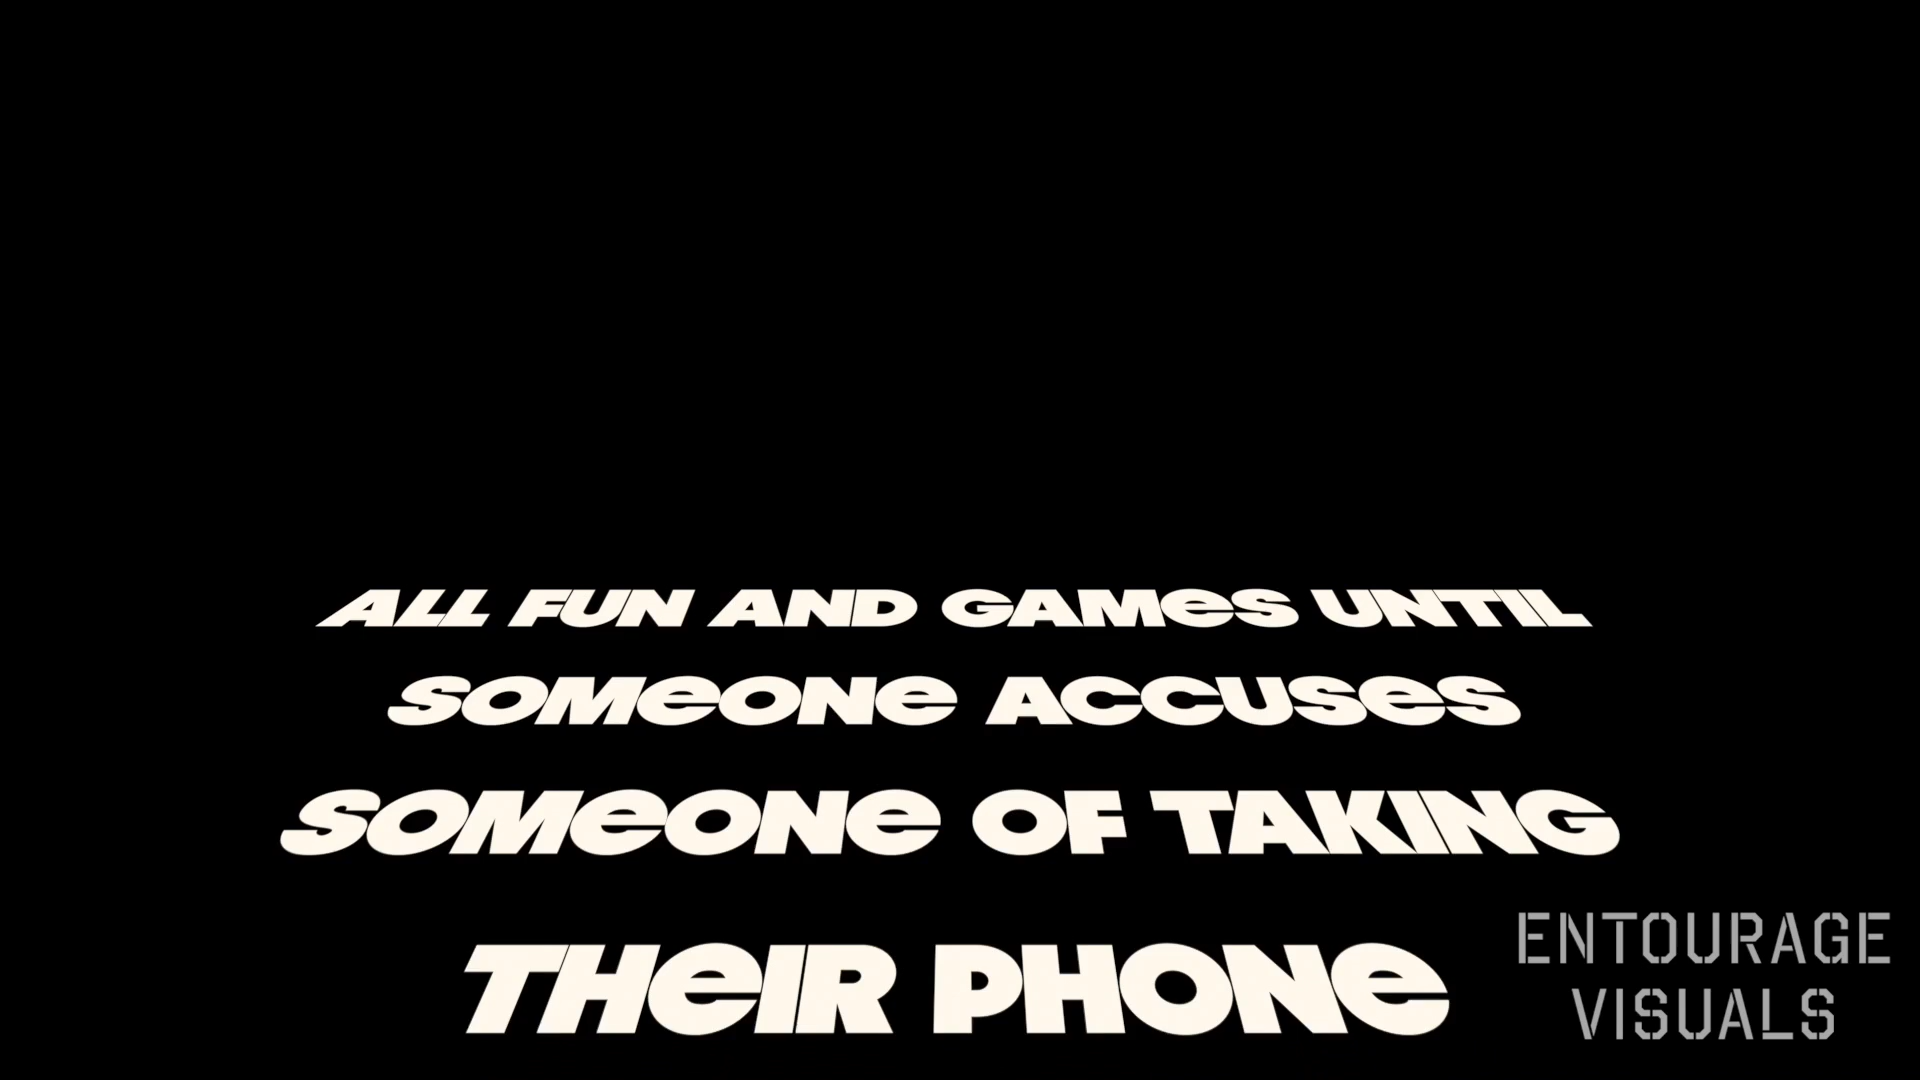 ALL FUN AND GAMeS UNTIL
SOMeONe ACCUSeS
SOMeONe OF TAKING
THeIR PHONe
ENTOURAGE
VISUALS